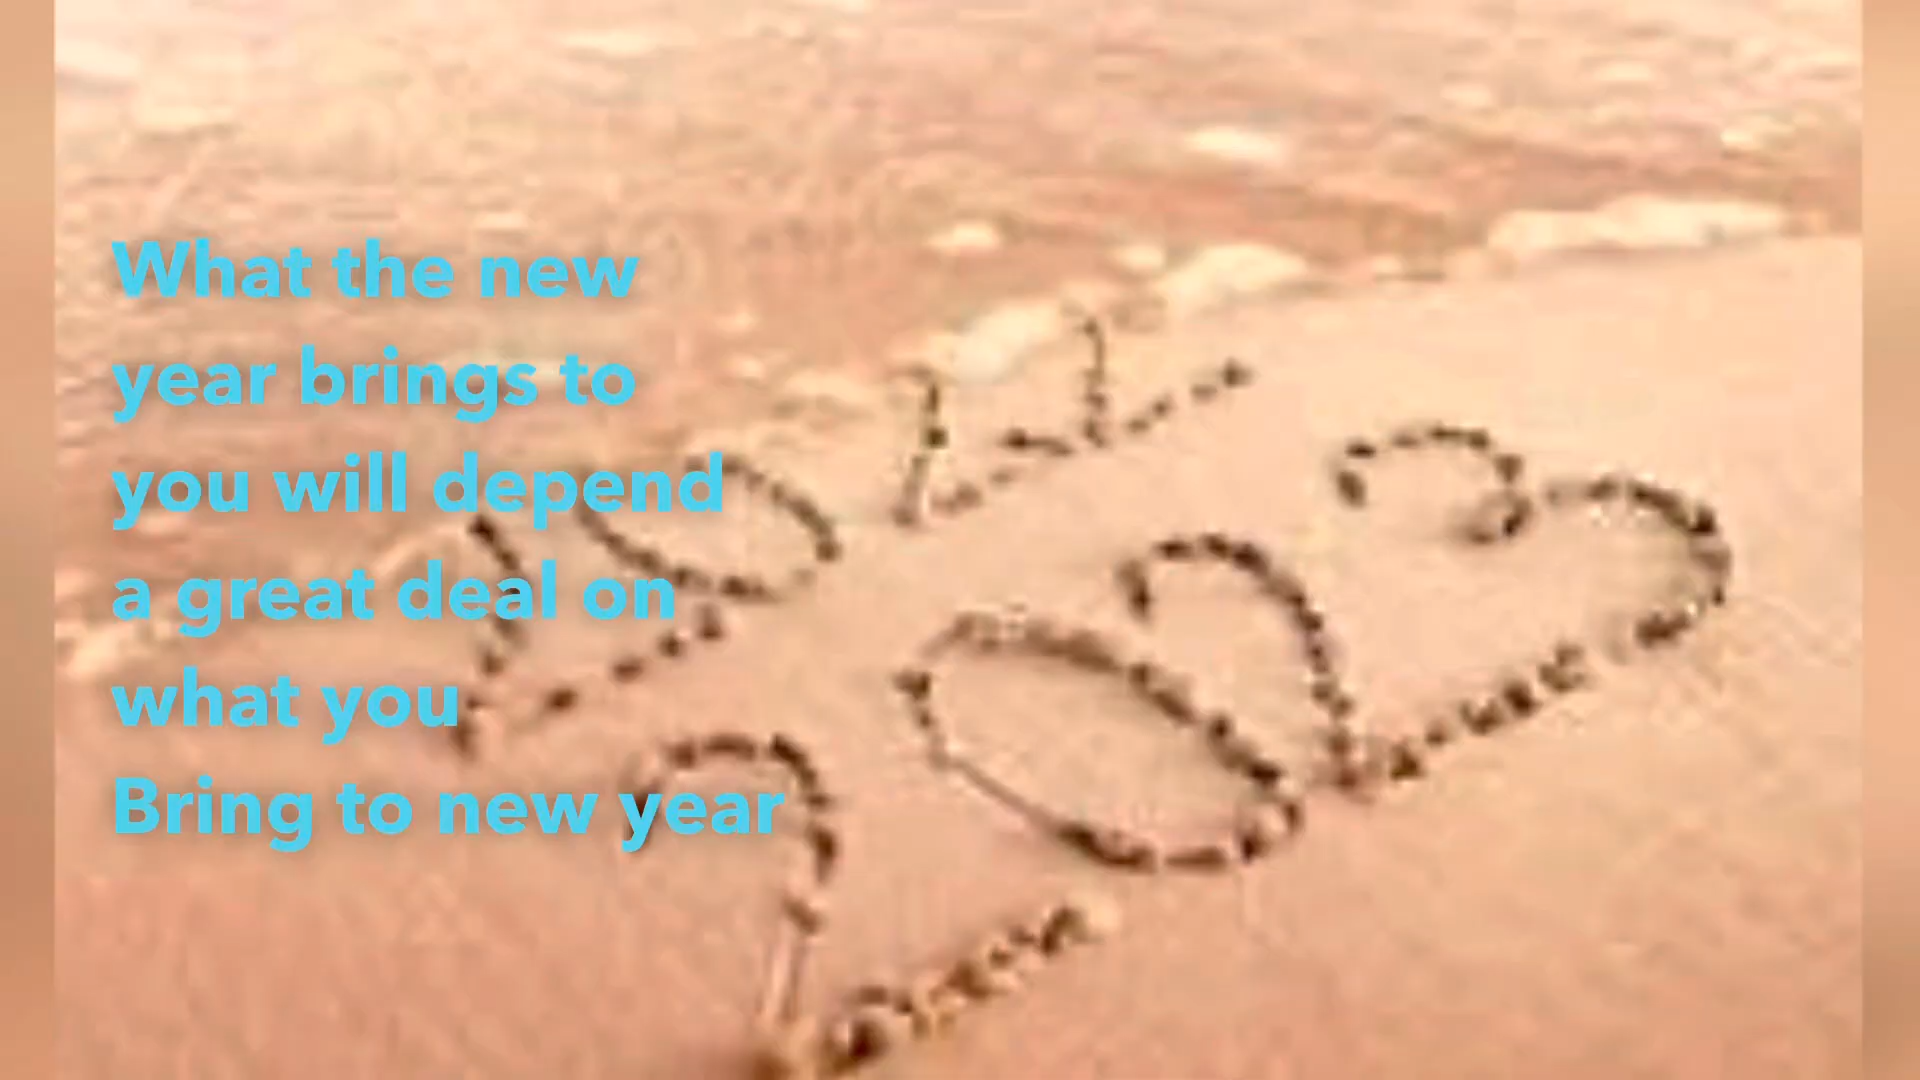 What the new
year brings to
you will depend
a great deal on
what you
Bring to new year
2022
2023